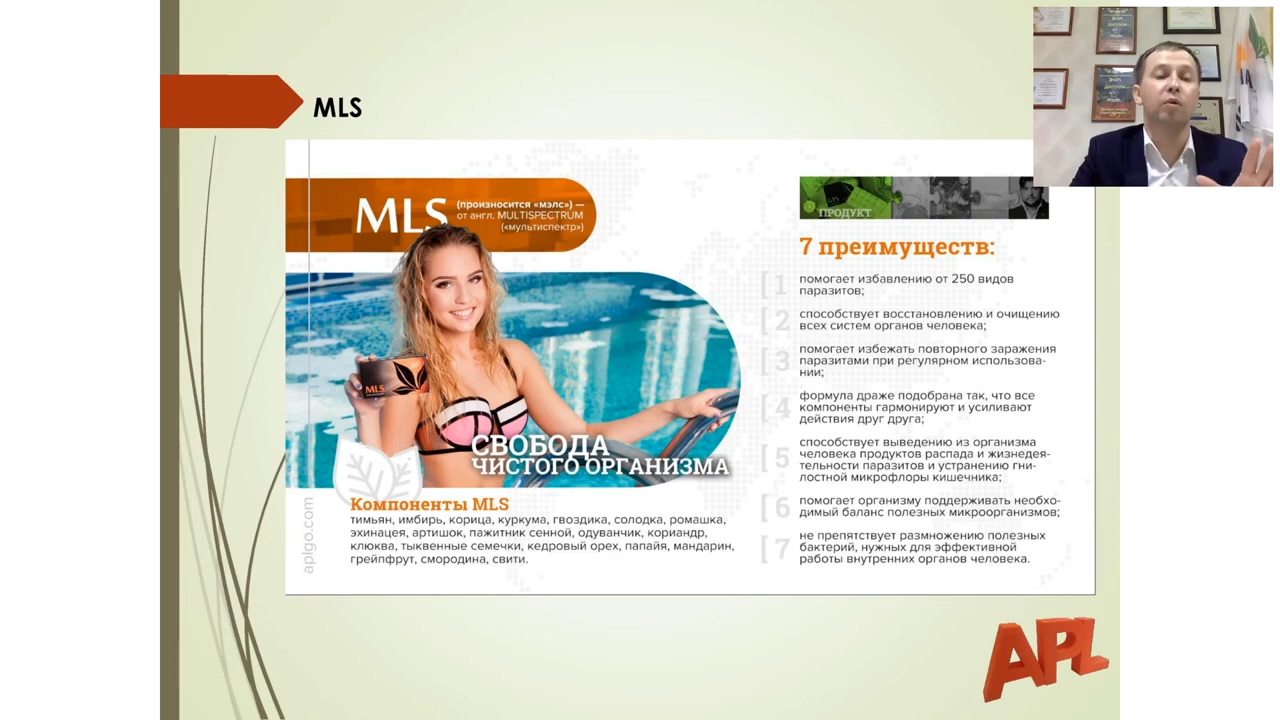 MLS
MLS
(произносится «мэлс») —
от англ. MULTISPECTRUM
(«мультиспектр»)
MLS
СВОБОДА
ЧИСТОГО ОРГАНИЗМА
Компоненты MLS
тимьян, имбирь, корица, куркума, гвоздика, солодка, ромашка,
эхинацея, артишок, пажитник сенной, одуванчик, кориандр,
клюква, тыквенные семечки, кедровый орех, папайя, мандарин,
грейпфрут, смородина, свити.
aplgo.com
ПРОДУКТ
7 преимуществ:
[ 1 помогает избавлению от 250 видов
паразитов;
[ 2 способствует восстановлению и очищению
всех систем органов человека;
[ 3 помогает избежать повторного заражения
паразитами при регулярном использова-
нии;
[ 4 формула драже подобрана так, что все
компоненты гармонируют и усиливают
действия друг друга;
[ 5 способствует выведению из организма
человека продуктов распада и жизнедея-
тельности паразитов и устранению гни-
лостной микрофлоры кишечника;
[ 6 помогает организму поддерживать необхо-
димый баланс полезных микроорганизмов;
[ 7 не препятствует размножению полезных
бактерий, нужных для эффективной
работы внутренних органов человека.
APL
ДИПЛОМ
ДИПЛОМ